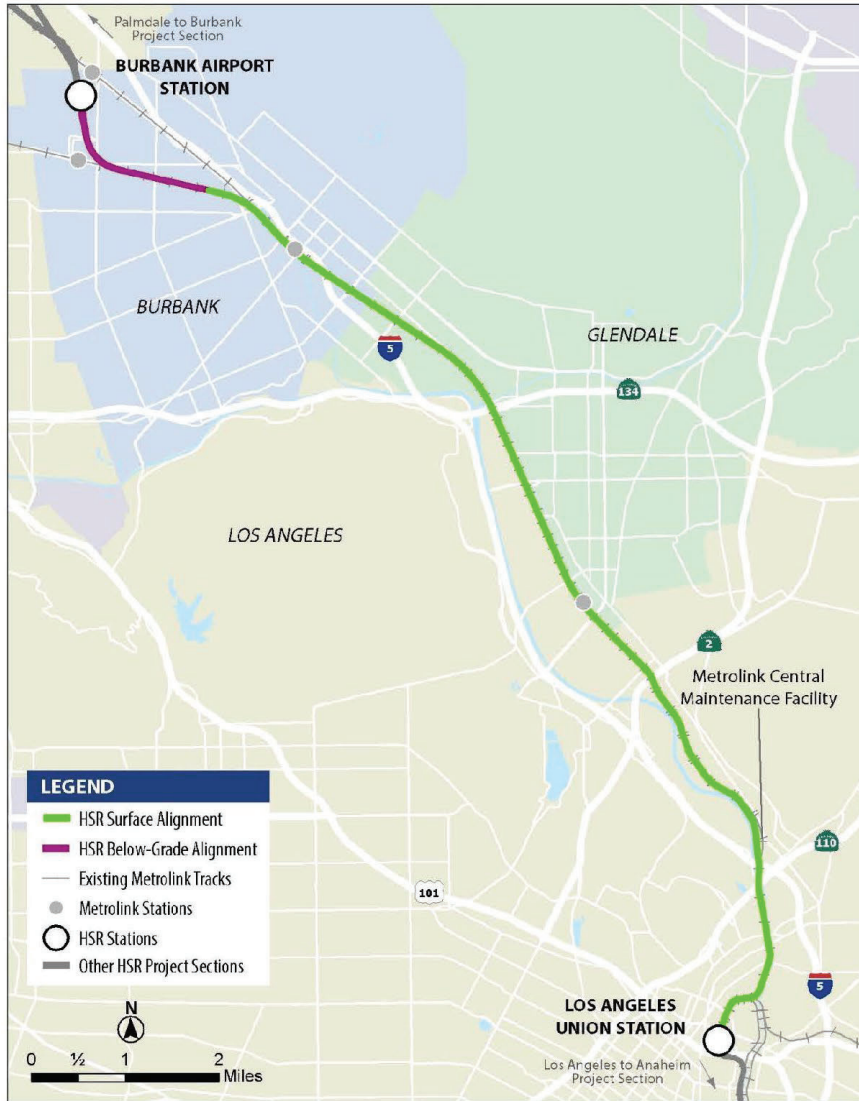 Palmdale to Burbank
Project Section
BURBANK AIRPORT
STATION
BURBANK
5
GLENDALE
134
LOS ANGELES
2
Metrolink Central
Maintenance Facility
LEGEND
HSR Surface Alignment
HSR Below-Grade Alignment
Existing Metrolink Tracks
Metrolink Stations
HSR Stations
Other HSR Project Sections
110
101
5
N
0 ½ 1 2
Miles
LOS ANGELES
UNION STATION
Los Angeles to Anaheim
Project Section